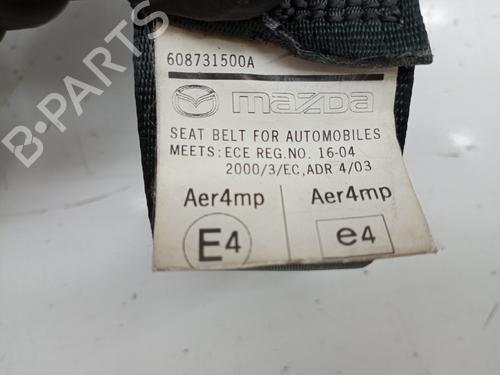 608731500A
mazda
SEAT BELT FOR AUTOMOBILES
MEETS: ECE REG.NO. 16-04
2000/3/EC, ADR 4/03
Aer4mp Aer4mp
E4 e4
B-PARTS